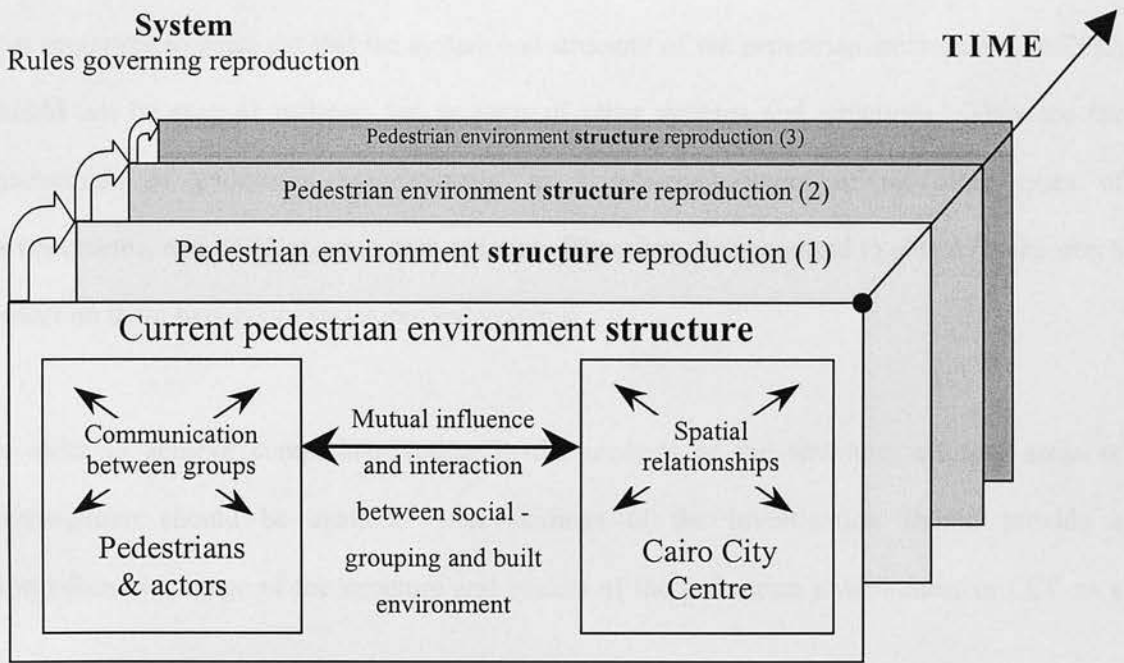 System
Rules governing reproduction
TIME
Pedestrian environment structure reproduction (3)
Pedestrian environment structure reproduction (2)
Pedestrian environment structure reproduction (1)
Current pedestrian environment structure
Communication
between groups
Pedestrians
& actors
Mutual influence
and interaction
between social -
grouping and built
environment
Spatial
relationships
Cairo City
Centre